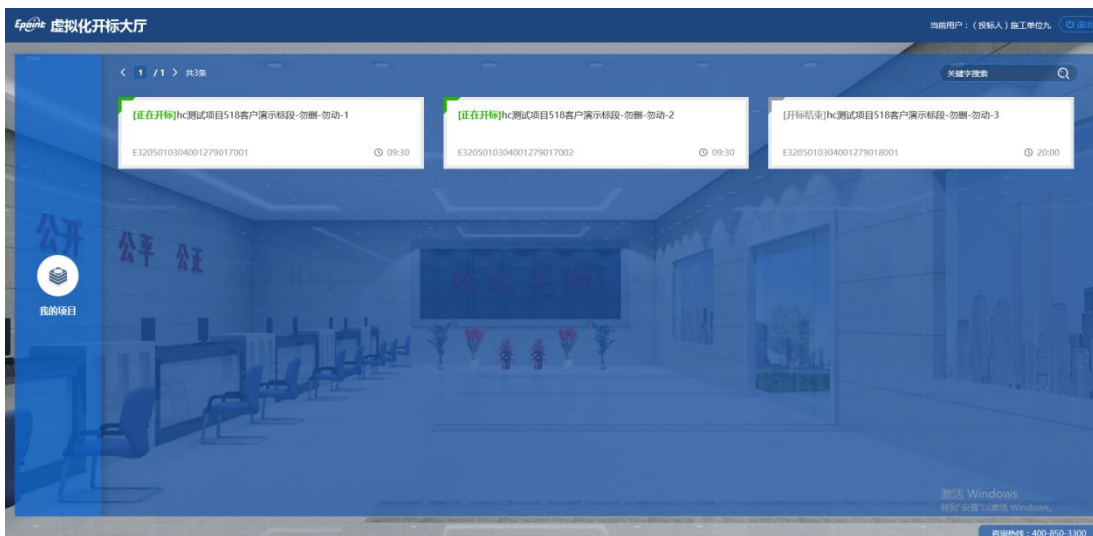 Epoint 虚拟化开标大厅
当前用户：（投标人）施工单位九
退出
< 1 /1 > 共3条
关键字搜索
[正在开标]hc测试项目518客户演示标段-勿删-勿动-1
E3205010304001279017001
09:30
[正在开标]hc测试项目518客户演示标段-勿删-勿动-2
E3205010304001279017002
09:30
[开标结束]hc测试项目518客户演示标段-勿删-勿动-3
E3205010304001279018001
20:00
公开
公平 公正
我的项目
激活 Windows
转到"设置"以激活 Windows。
咨询热线：400-850-3300